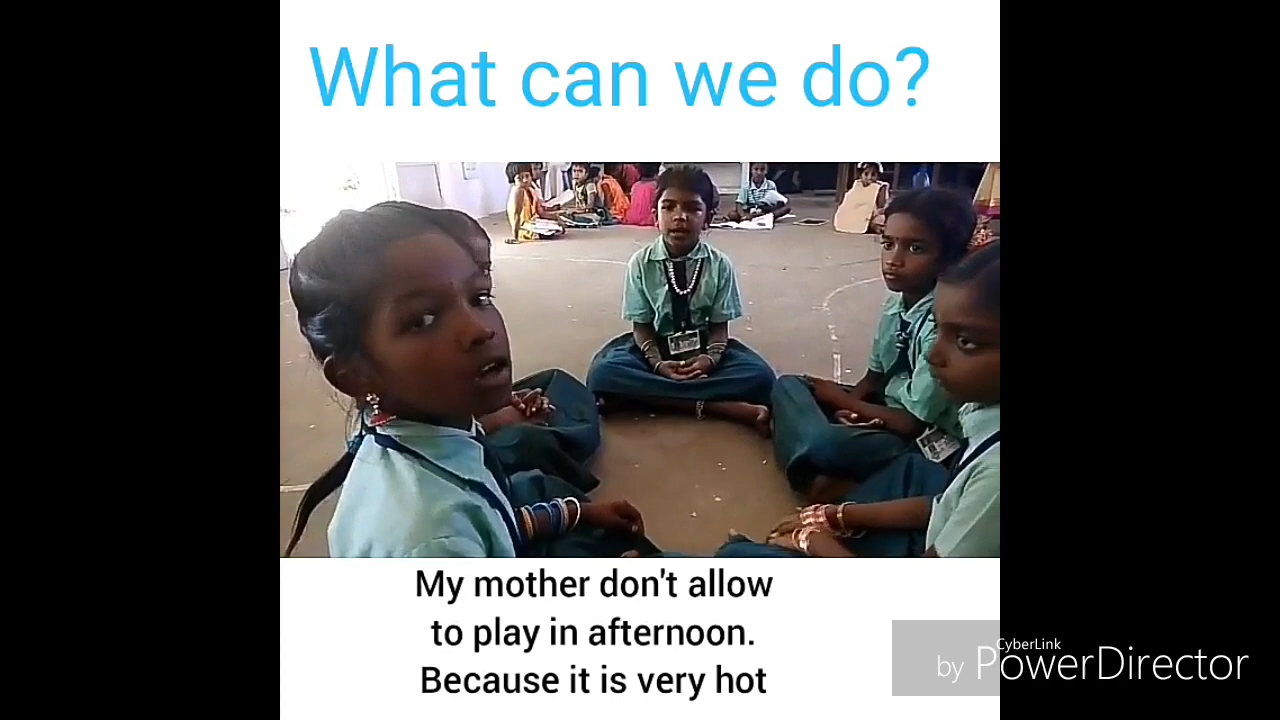 What can we do?
My mother don't allow
to play in afternoon.
Because it is very hot
CyberLink
by PowerDirector